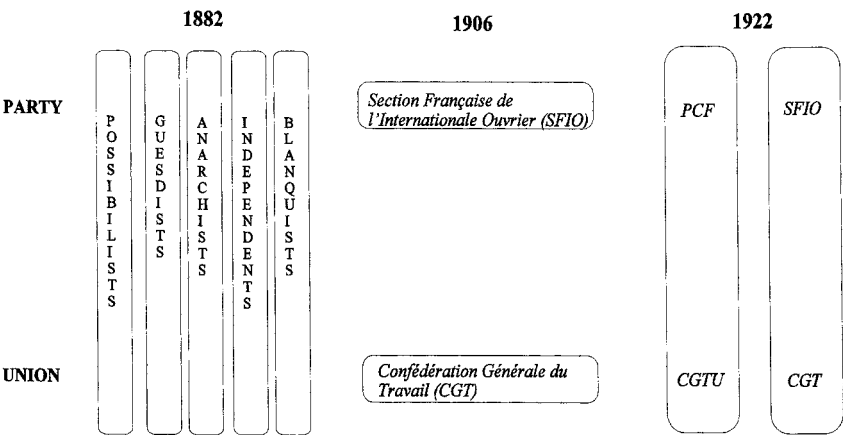 1882
1906
1922
PARTY
POSSIBILISTS
GUESDISTS
ANARCHISTS
INDEPENDENTS
BLANQUISTS
Section Française de
l'Internationale Ouvrier (SFIO)
PCF
SFIO
UNION
Confédération Générale du
Travail (CGT)
CGTU
CGT